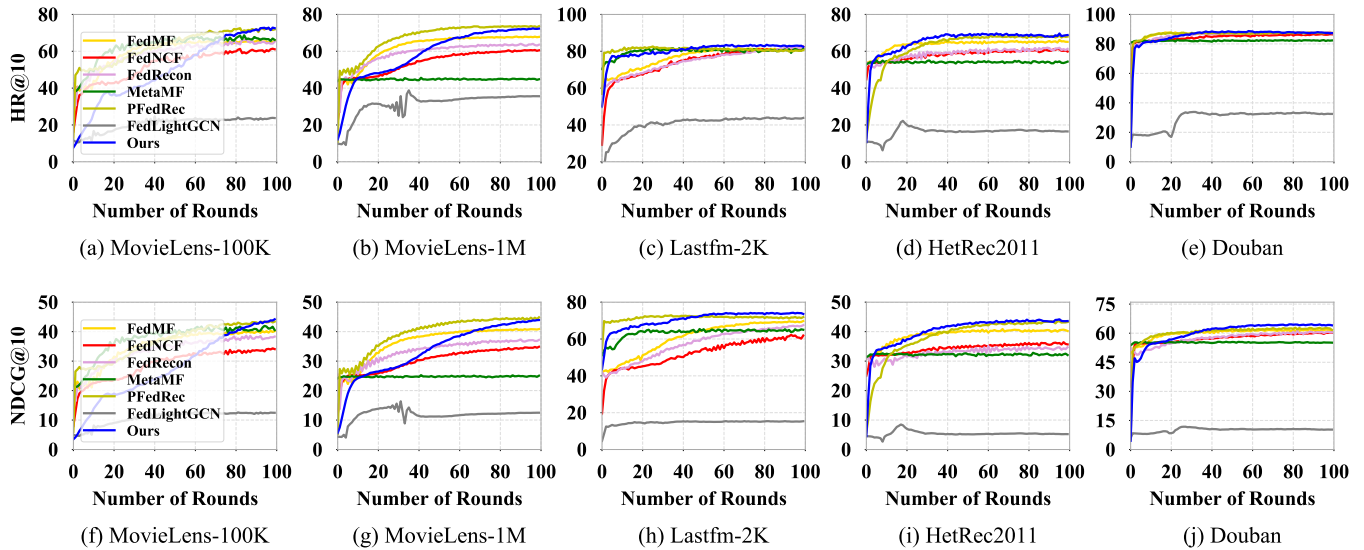 HR@10
80
60
40
20
0
FedMF
FedNCF
FedRecon
MetaMF
PFedRec
FedLightGCN
Ours
0 20 40 60 80 100
Number of Rounds
(a) MovieLens-100K
80
60
40
20
0
0 20 40 60 80 100
Number of Rounds
(b) MovieLens-1M
100
80
60
40
20
0 20 40 60 80 100
Number of Rounds
(c) Lastfm-2K
80
60
40
20
0
0 20 40 60 80 100
Number of Rounds
(d) HetRec2011
100
80
60
40
20
0
0 20 40 60 80 100
Number of Rounds
(e) Douban
NDCG@10
50
40
30
20
10
0
FedMF
FedNCF
FedRecon
MetaMF
PFedRec
FedLightGCN
Ours
0 20 40 60 80 100
Number of Rounds
(f) MovieLens-100K
50
40
30
20
10
0
0 20 40 60 80 100
Number of Rounds
(g) MovieLens-1M
80
60
40
20
0
0 20 40 60 80 100
Number of Rounds
(h) Lastfm-2K
50
40
30
20
10
0
0 20 40 60 80 100
Number of Rounds
(i) HetRec2011
75
60
45
30
15
0
0 20 40 60 80 100
Number of Rounds
(j) Douban